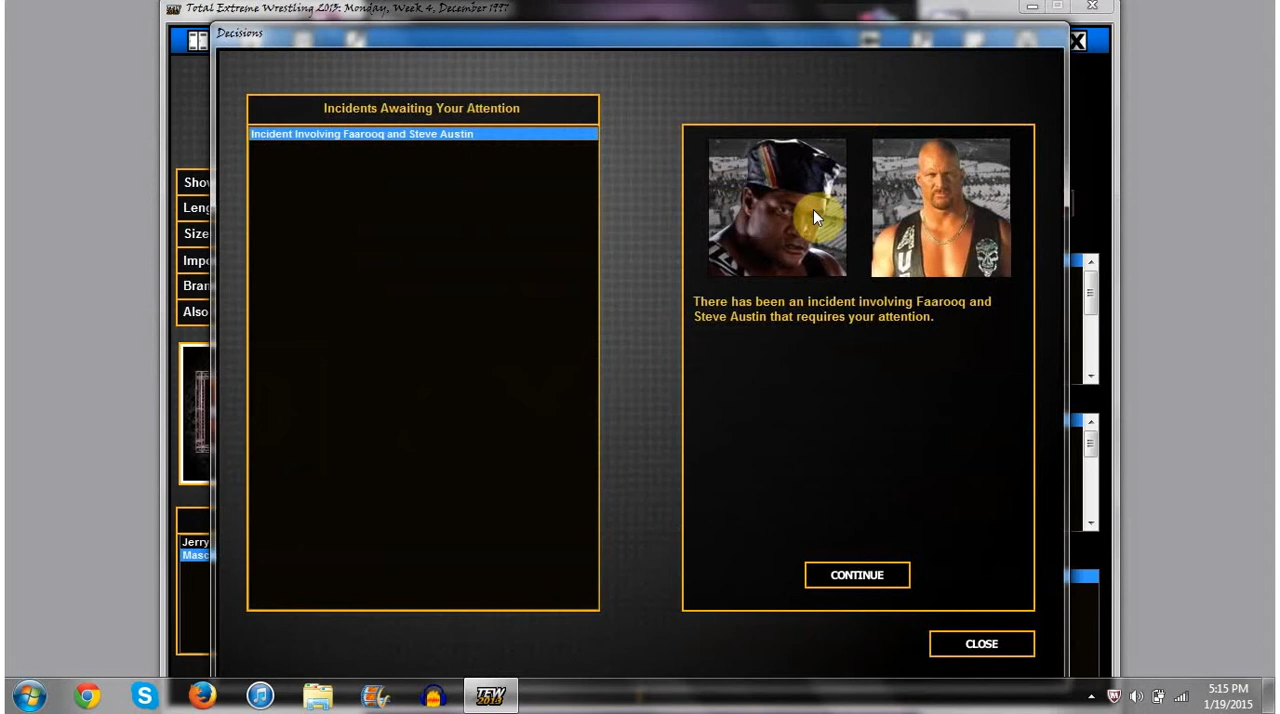 Total Extreme Wrestling 2013: Monday, Week 4, December 1997
Decisions
Incidents Awaiting Your Attention
Incident Involving Faarooq and Steve Austin
There has been an incident involving Faarooq and
Steve Austin that requires your attention.
CONTINUE
CLOSE
Sho
Leng
Size
Impo
Bran
Also
Jerry
Masc
TEW
2013
5:15 PM
1/19/2015